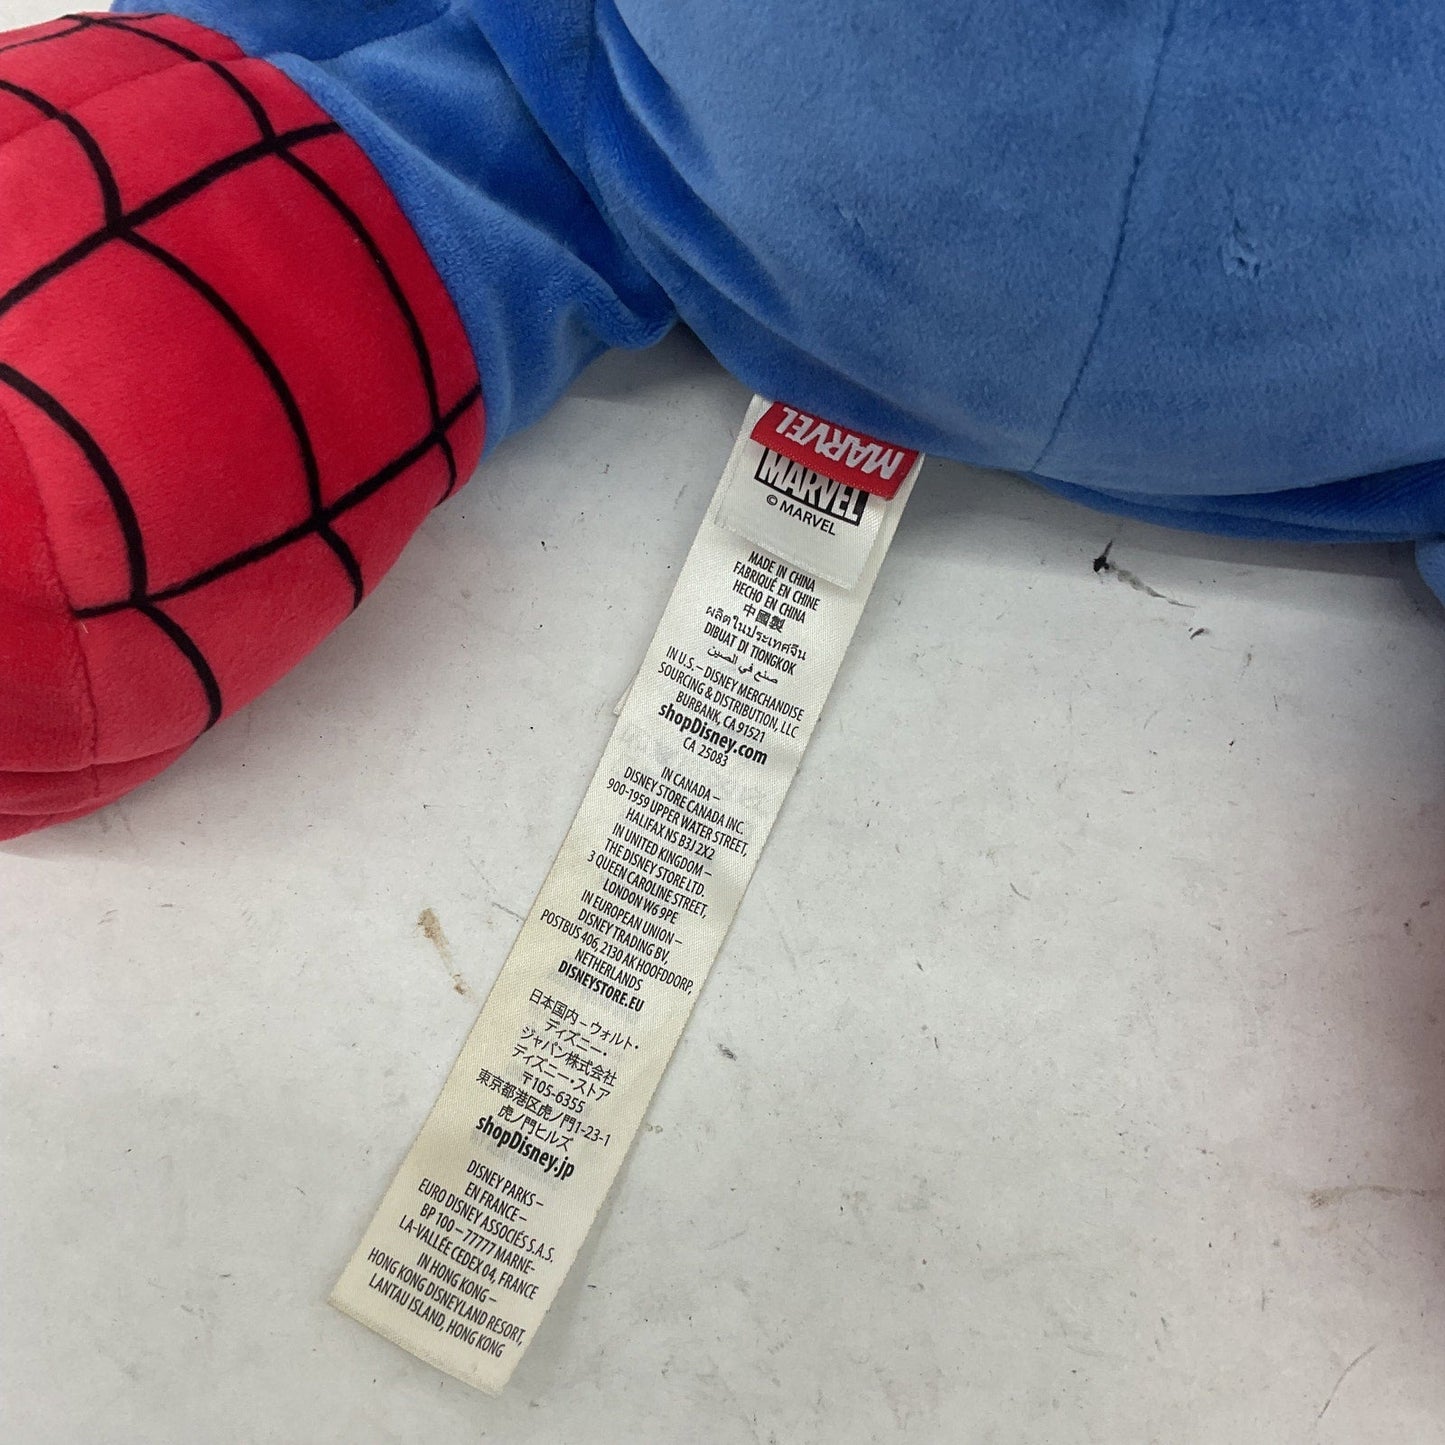 MARVEL
MARVEL
© MARVEL
MADE IN CHINA
FABRIQUÉ EN CHINE
HECHO EN CHINA
中國製
ผลิตในประเทศจีน
DIBUAT DI TIONGKOK
صنع في الصين
IN U.S. – DISNEY MERCHANDISE
SOURCING & DISTRIBUTION, LLC
BURBANK, CA 91521
shopDisney.com
CA 25083
IN CANADA –
DISNEY STORE CANADA INC.
900-1959 UPPER WATER STREET,
HALIFAX NS B3J 2X2
IN UNITED KINGDOM –
THE DISNEY STORE LTD.
3 QUEEN CAROLINE STREET,
LONDON W6 9PE
IN EUROPEAN UNION –
DISNEY TRADING BV,
POSTBUS 406, 2130 AK HOOFDDORP,
NETHERLANDS
DISNEYSTORE.EU
日本国内 – ウォルト・
ディズニー・
ジャパン株式会社
ディズニー・ストア
〒105-6355
東京都港区虎ノ門1-23-1
虎ノ門ヒルズ
shopDisney.jp
DISNEY PARKS –
EN FRANCE –
EURO DISNEY ASSOCIÉS S.A.S.
BP 100 – 77777 MARNE-
LA-VALLÉE CEDEX 04, FRANCE
IN HONG KONG –
HONG KONG DISNEYLAND RESORT,
LANTAU ISLAND, HONG KONG